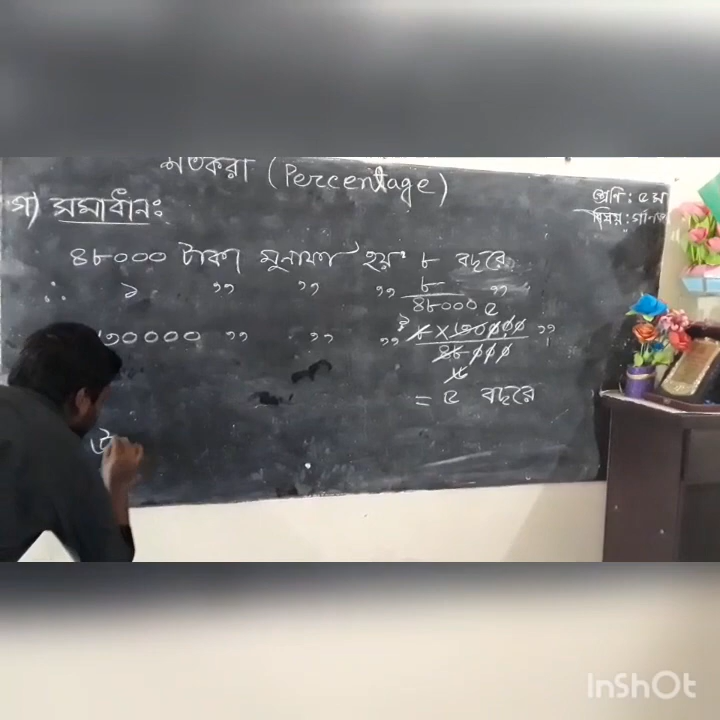 শতকরা (Percentage)
শ্রেণি: ৫ম
বিষয়: গণিত
গ) সমাধানঃ
৪৮০০০ টাকা মুনাফা হয় ৮ বছরে
∴ ১ ,, ,, ,, ৮/৪৮০০০ ,,
৩০০০০ ,, ,, ,, ৮×৩০০০০/৪৮০০০ ,,
= ৫ বছরে
InShOt